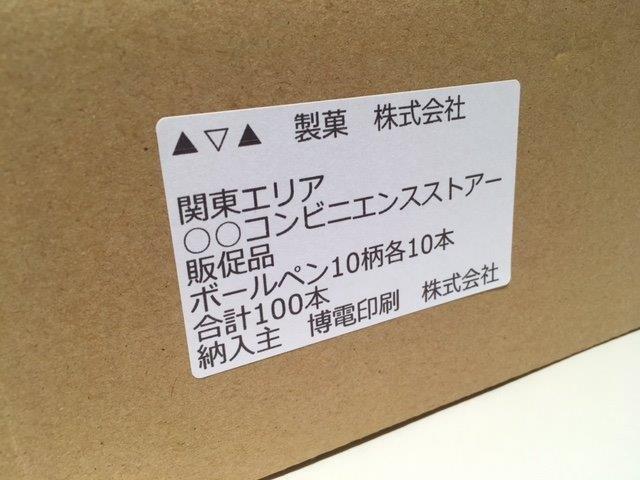 ▲▽▲　製菓　株式会社
関東エリア
○○コンビニエンスストアー
販促品
ボールペン10柄各10本
合計100本
納入主　博電印刷　株式会社